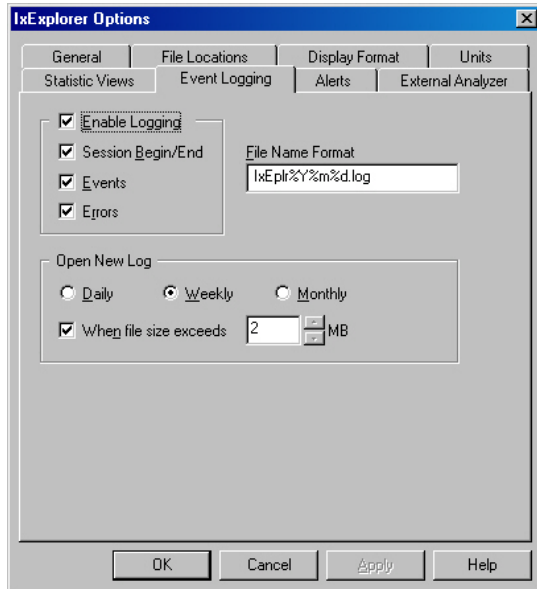 IxExplorer Options
General File Locations Display Format Units
Statistic Views Event Logging Alerts External Analyzer
Enable Logging
Session Begin/End File Name Format
IxEplr%Y%m%d.log
Events
Errors
Open New Log
Daily Weekly Monthly
When file size exceeds 2 MB
OK Cancel Apply Help